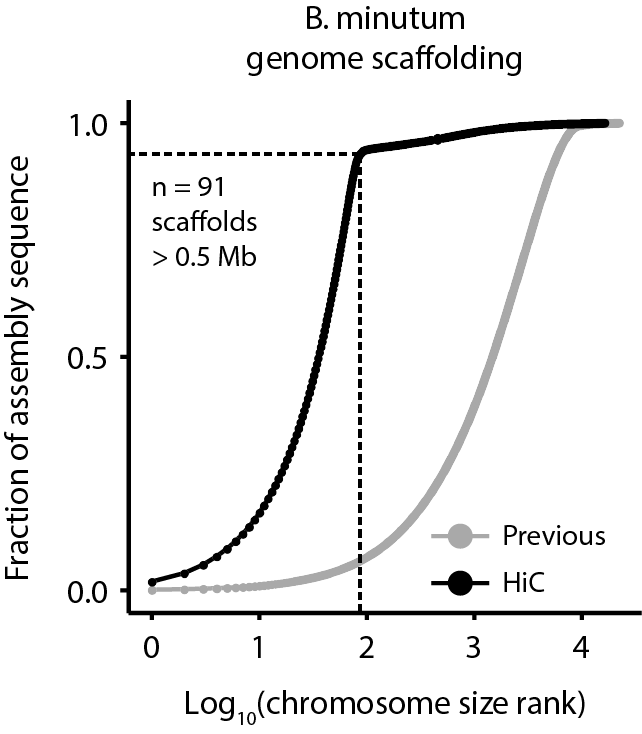 B. minutum
genome scaffolding
Fraction of assembly sequence
1.0
0.5
0.0
n = 91
scaffolds
> 0.5 Mb
Previous
HiC
0 1 2 3 4
Log10(chromosome size rank)